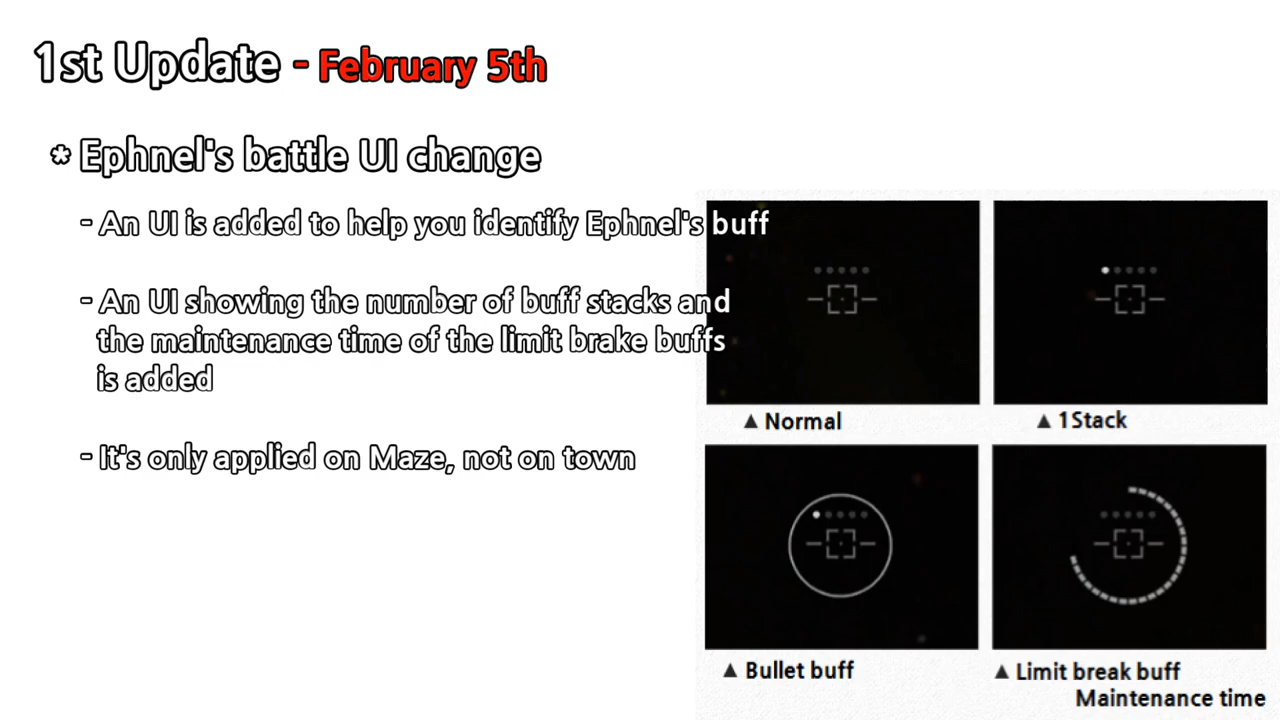 1st Update - February 5th
* Ephnel's battle UI change
- An UI is added to help you identify Ephnel's buff
- An UI showing the number of buff stacks and
the maintenance time of the limit brake buffs
is added
- It's only applied on Maze, not on town
▲ Normal
▲ 1Stack
▲ Bullet buff
▲ Limit break buff
Maintenance time